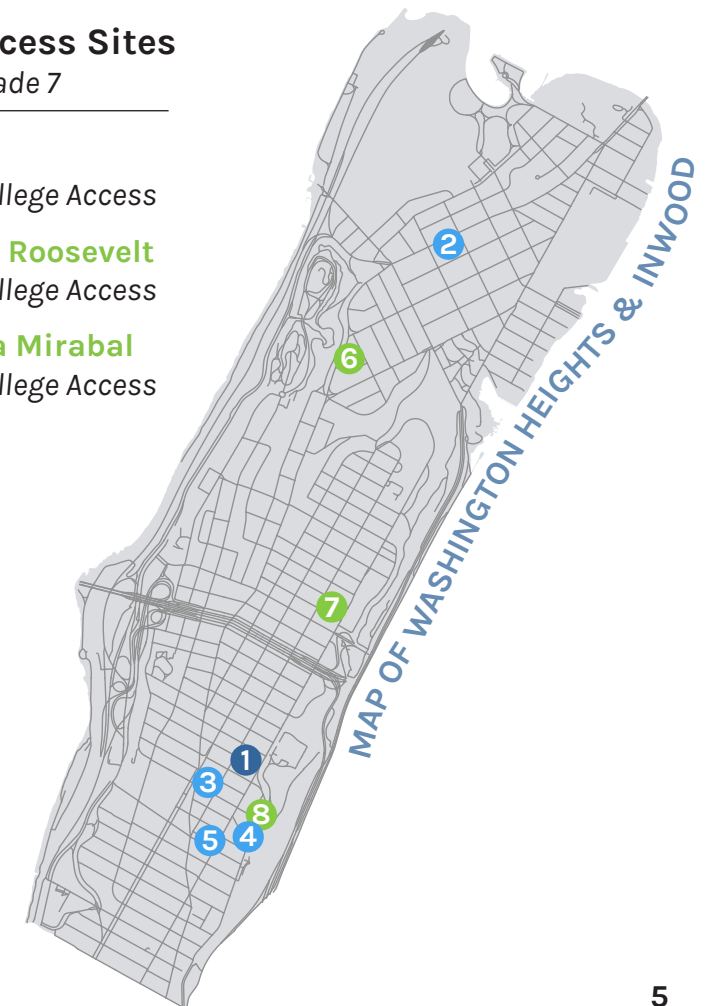 cess Sites
ade 7
llege Access
Roosevelt
llege Access
a Mirabal
llege Access
MAP OF WASHINGTON HEIGHTS & INWOOD
2
6
7
1
3
8
5
4
5